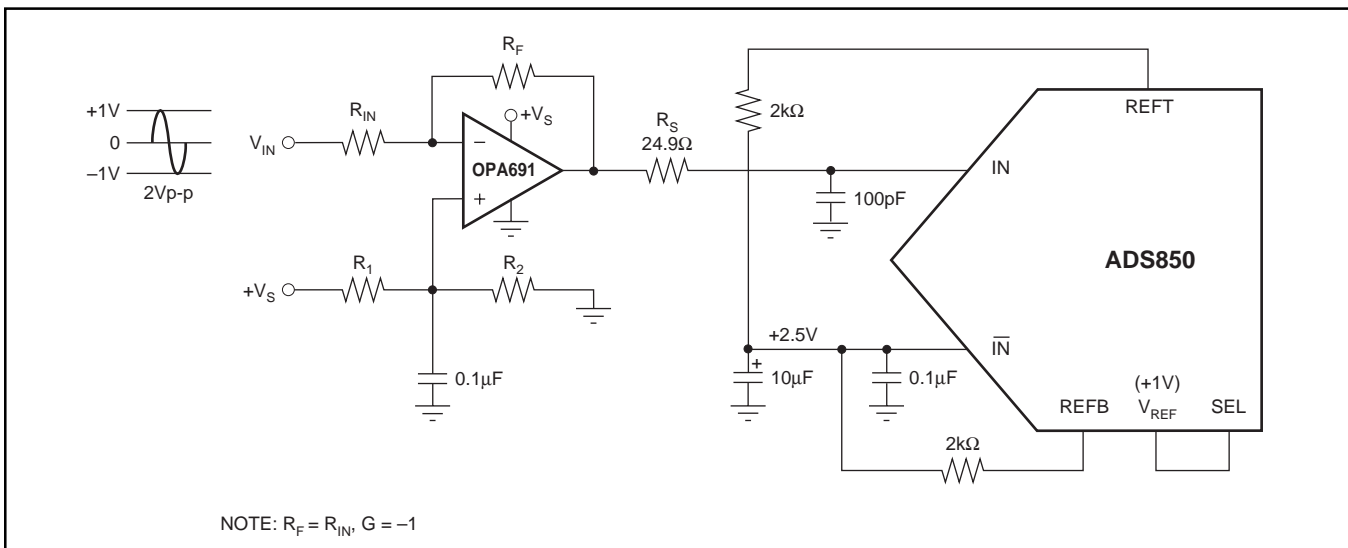 +1V
0
–1V
2Vp-p
V_IN
R_IN
R_F
+V_S
–
OPA691
+
R_S
24.9Ω
2kΩ
REFT
IN
100pF
ADS850
+V_S
R_1
R_2
0.1μF
+2.5V
+
10μF
0.1μF
I̅N̅
REFB
(+1V)
V_REF
SEL
2kΩ
NOTE: R_F = R_IN, G = –1